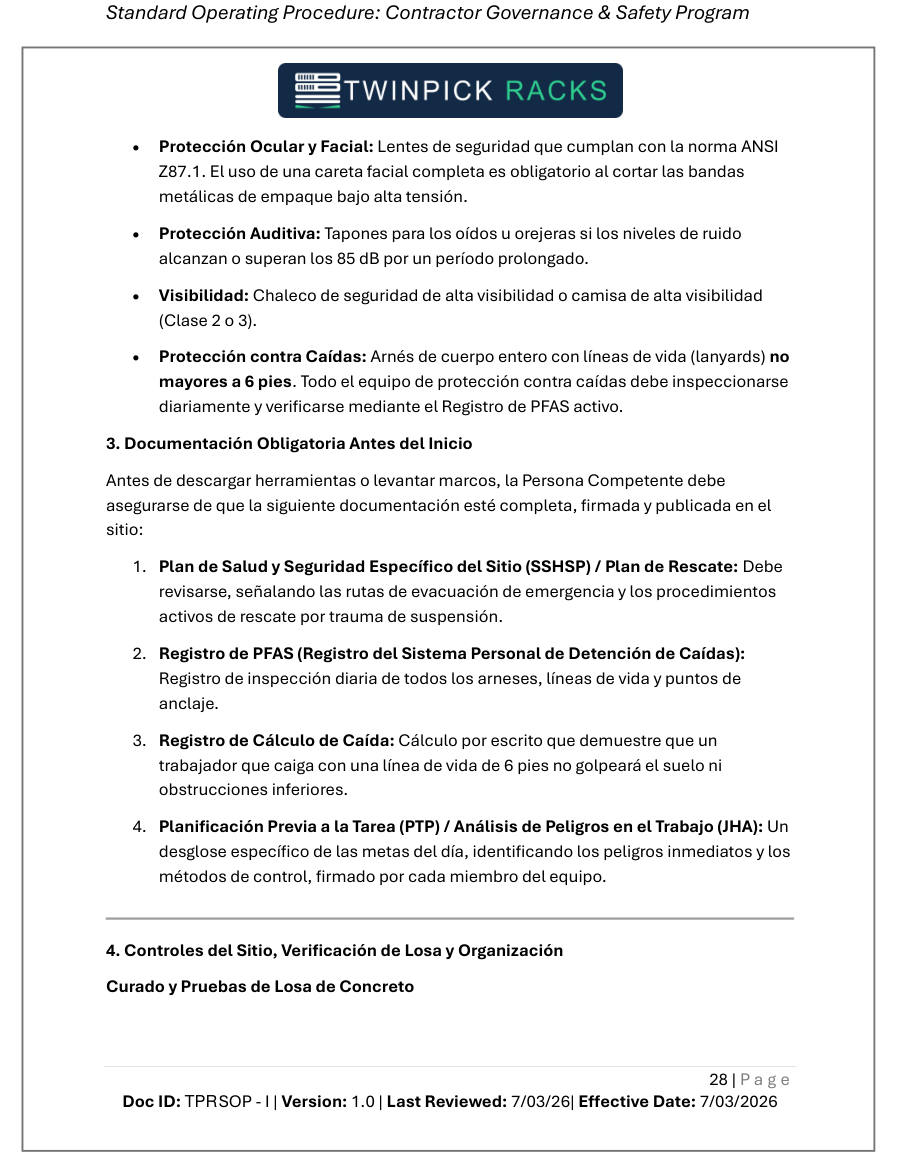 Standard Operating Procedure: Contractor Governance & Safety Program
TWINPICK RACKS
• Protección Ocular y Facial: Lentes de seguridad que cumplan con la norma ANSI
Z87.1. El uso de una careta facial completa es obligatorio al cortar las bandas
metálicas de empaque bajo alta tensión.
• Protección Auditiva: Tapones para los oídos u orejeras si los niveles de ruido
alcanzan o superan los 85 dB por un período prolongado.
• Visibilidad: Chaleco de seguridad de alta visibilidad o camisa de alta visibilidad
(Clase 2 o 3).
• Protección contra Caídas: Arnés de cuerpo entero con líneas de vida (lanyards) no
mayores a 6 pies. Todo el equipo de protección contra caídas debe inspeccionarse
diariamente y verificarse mediante el Registro de PFAS activo.
3. Documentación Obligatoria Antes del Inicio
Antes de descargar herramientas o levantar marcos, la Persona Competente debe
asegurarse de que la siguiente documentación esté completa, firmada y publicada en el
sitio:
1. Plan de Salud y Seguridad Específico del Sitio (SSHSP) / Plan de Rescate: Debe
revisarse, señalando las rutas de evacuación de emergencia y los procedimientos
activos de rescate por trauma de suspensión.
2. Registro de PFAS (Registro del Sistema Personal de Detención de Caídas):
Registro de inspección diaria de todos los arneses, líneas de vida y puntos de
anclaje.
3. Registro de Cálculo de Caída: Cálculo por escrito que demuestre que un
trabajador que caiga con una línea de vida de 6 pies no golpeará el suelo ni
obstrucciones inferiores.
4. Planificación Previa a la Tarea (PTP) / Análisis de Peligros en el Trabajo (JHA): Un
desglose específico de las metas del día, identificando los peligros inmediatos y los
métodos de control, firmado por cada miembro del equipo.
4. Controles del Sitio, Verificación de Losa y Organización
Curado y Pruebas de Losa de Concreto
28 | Page
Doc ID: TPRSOP - I | Version: 1.0 | Last Reviewed: 7/03/26| Effective Date: 7/03/2026